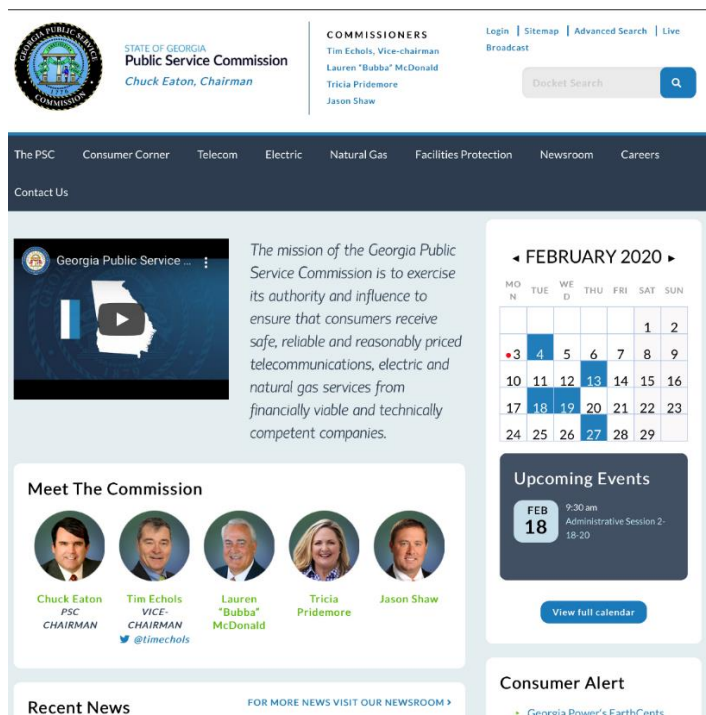 GEORGIA PUBLIC SERVICE
COMMISSION
1776
STATE OF GEORGIA
Public Service Commission
Chuck Eaton, Chairman
COMMISSIONERS
Tim Echols, Vice-chairman
Lauren "Bubba" McDonald
Tricia Pridemore
Jason Shaw
Login | Sitemap | Advanced Search | Live
Broadcast
Docket Search
The PSC Consumer Corner Telecom Electric Natural Gas Facilities Protection Newsroom Careers
Contact Us
Georgia Public Service ...
The mission of the Georgia Public
Service Commission is to exercise
its authority and influence to
ensure that consumers receive
safe, reliable and reasonably priced
telecommunications, electric and
natural gas services from
financially viable and technically
competent companies.
FEBRUARY 2020
MO
N TUE WE
D THU FRI SAT SUN
1 2
3 4 5 6 7 8 9
10 11 12 13 14 15 16
17 18 19 20 21 22 23
24 25 26 27 28 29
Upcoming Events
FEB
18
9:30 am
Administrative Session 2-
18-20
View full calendar
Meet The Commission
Chuck Eaton
PSC
CHAIRMAN
Tim Echols
VICE-
CHAIRMAN
@timechols
Lauren
"Bubba"
McDonald
Tricia
Pridemore
Jason Shaw
Recent News
FOR MORE NEWS VISIT OUR NEWSROOM >
Consumer Alert
Georgia Power's EarthCents